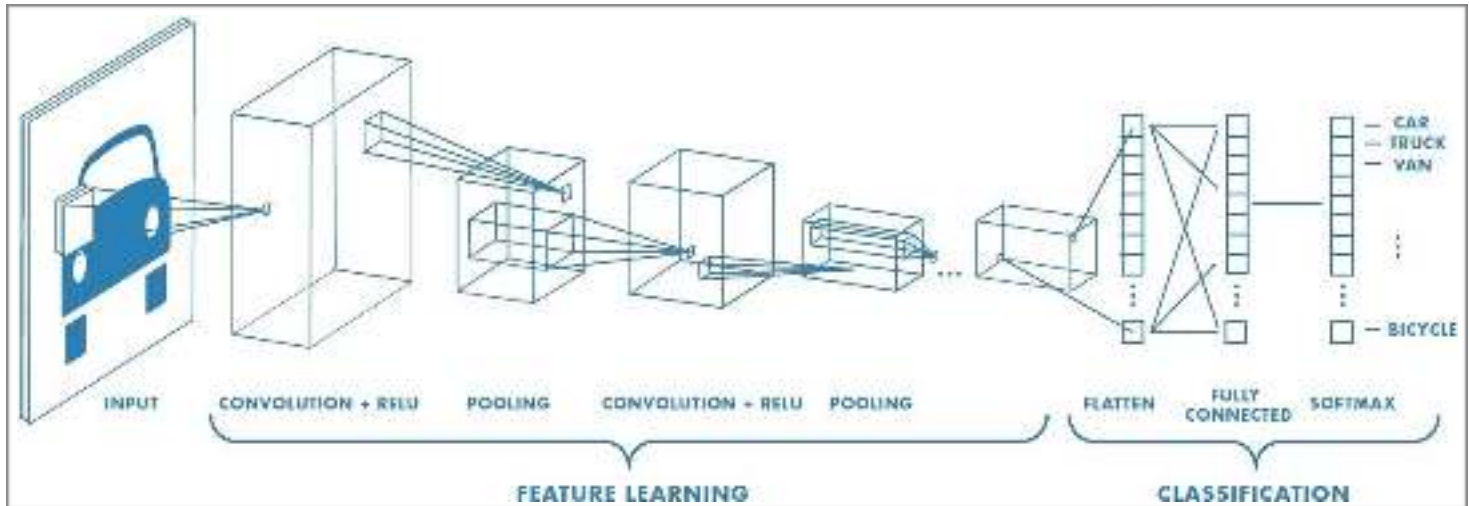 CAR
TRUCK
VAN
BICYCLE
INPUT
CONVOLUTION + RELU
POOLING
CONVOLUTION + RELU
POOLING
FLATTEN
FULLY
CONNECTED
SOFTMAX
FEATURE LEARNING
CLASSIFICATION